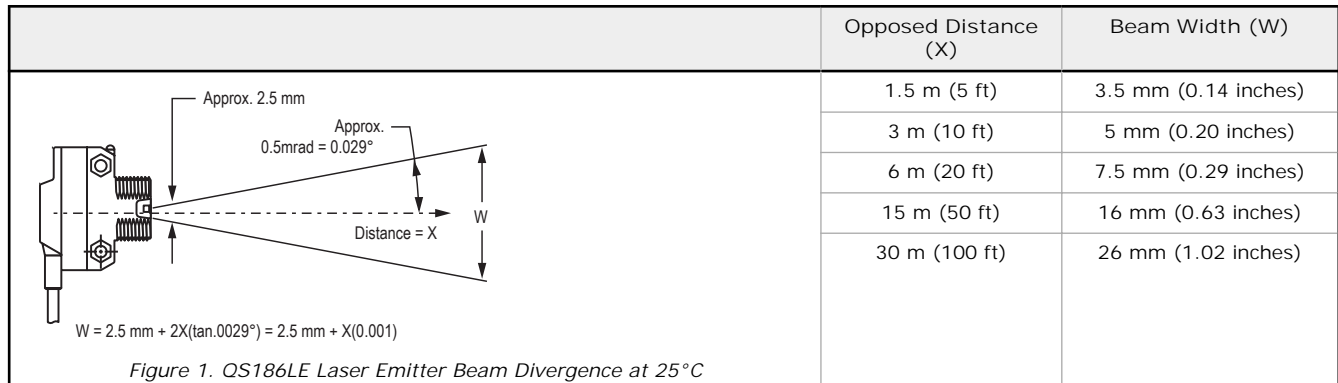 Opposed Distance
(X)
Beam Width (W)
Approx. 2.5 mm
Approx.
0.5mrad = 0.029°
W
Distance = X
W = 2.5 mm + 2X(tan.0029°) = 2.5 mm + X(0.001)
Figure 1. QS186LE Laser Emitter Beam Divergence at 25°C
1.5 m (5 ft) 3.5 mm (0.14 inches)
3 m (10 ft) 5 mm (0.20 inches)
6 m (20 ft) 7.5 mm (0.29 inches)
15 m (50 ft) 16 mm (0.63 inches)
30 m (100 ft) 26 mm (1.02 inches)